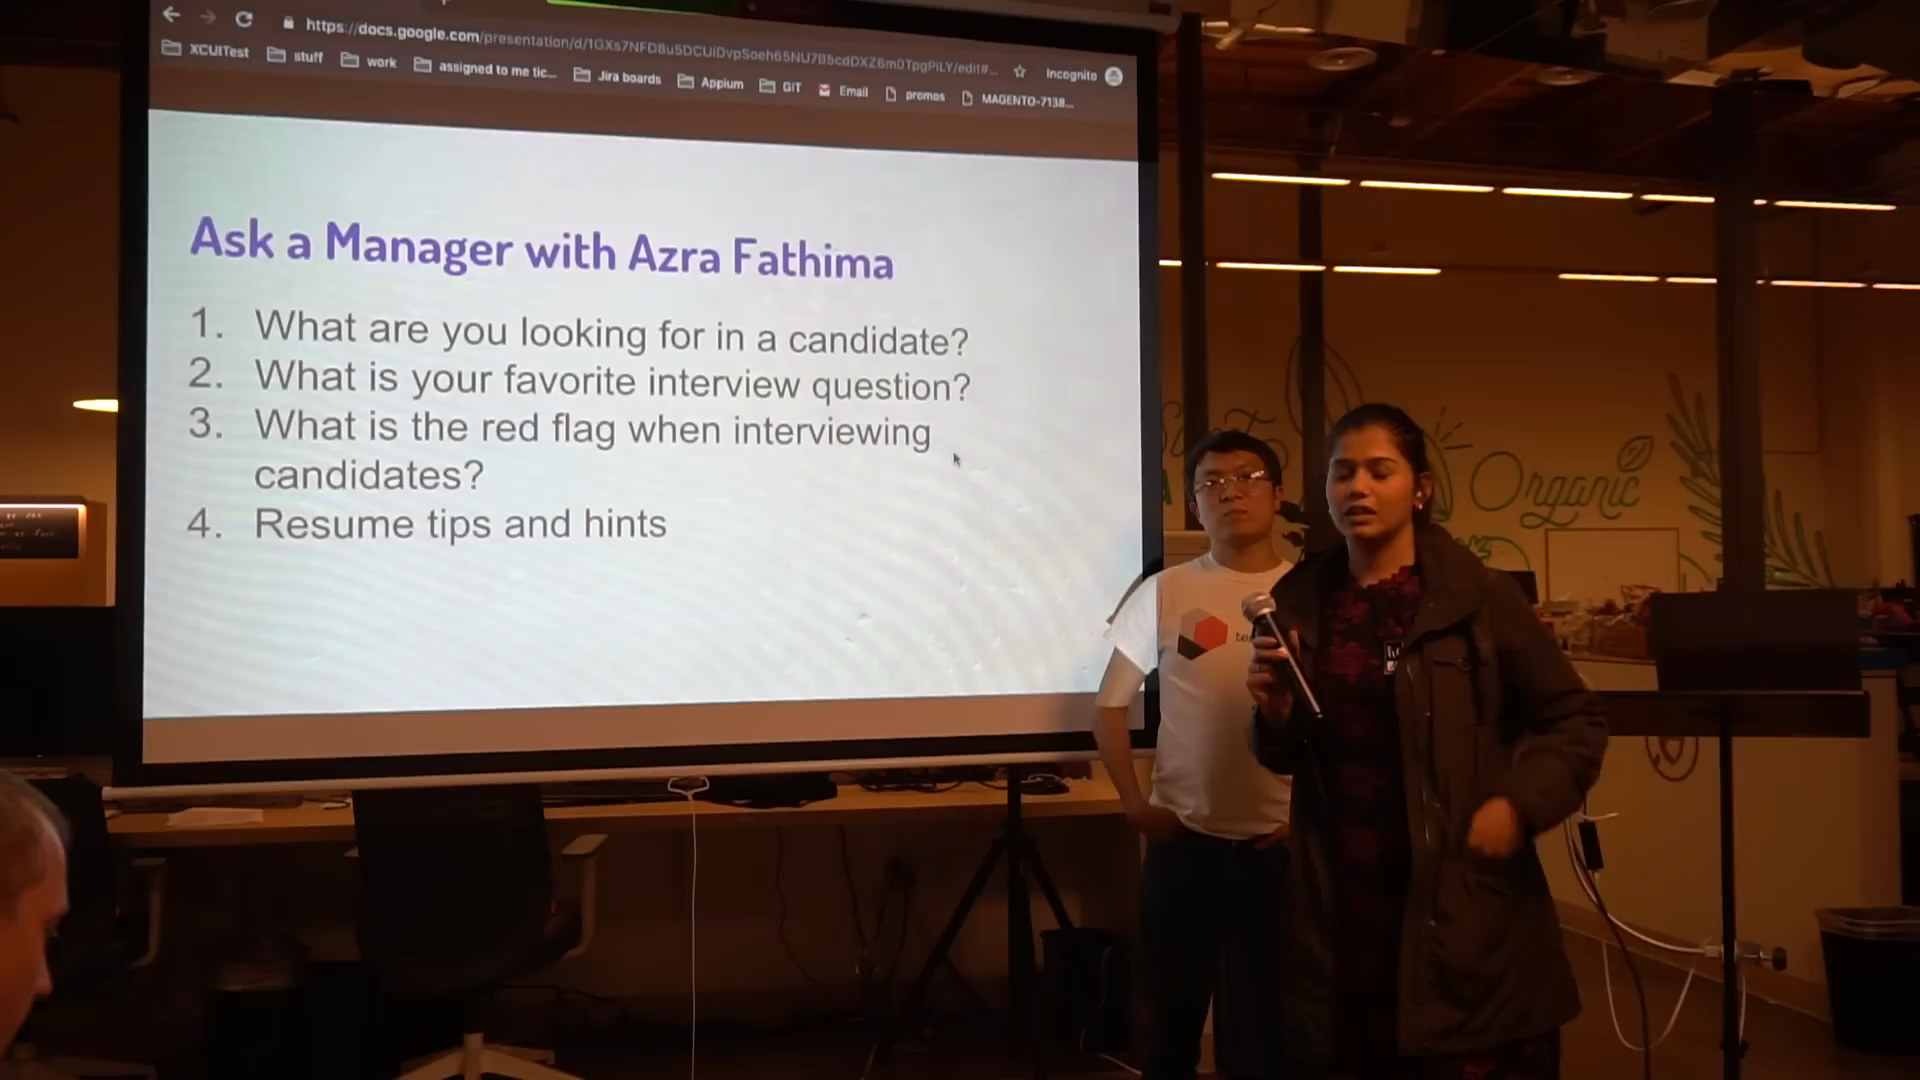 https://docs.google.com/presentation/d/1GXs7NFD8u5DCUiDvpSoeh65NU7B5cdDXZ6m0TpgPiLY/edit#...
Incognito
XCUITest
stuff
work
assigned to me tic...
Jira boards
Appium
GIT
Email
promos
MAGENTO-7138...
Ask a Manager with Azra Fathima
1. What are you looking for in a candidate?
2. What is your favorite interview question?
3. What is the red flag when interviewing
candidates?
4. Resume tips and hints
Organic